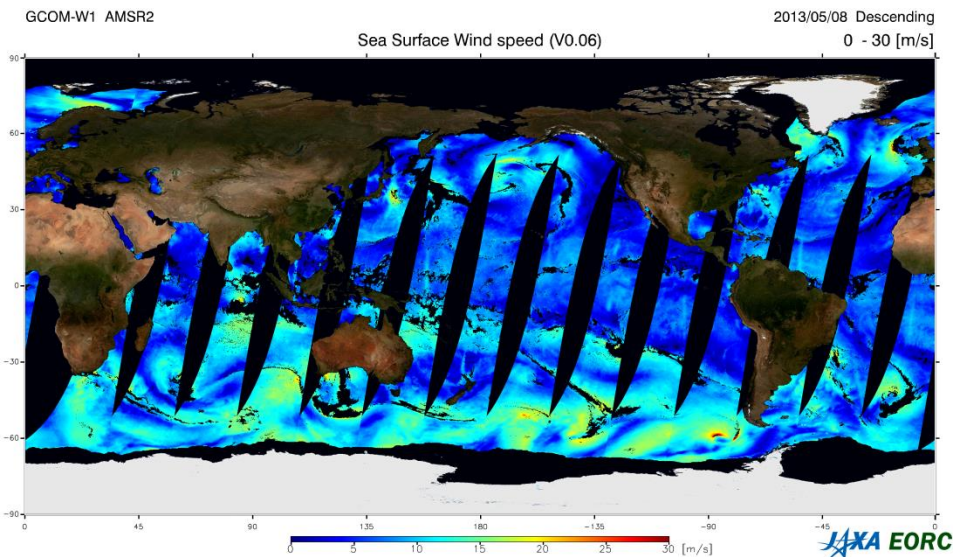 GCOM-W1 AMSR2
2013/05/08 Descending
Sea Surface Wind speed (V0.06)
0 - 30 [m/s]
90
60
30
0
-30
-60
-90
0 45 90 135 180 -135 -90 -45 0
0 5 10 15 20 25 30 [m/s]
JAXA EORC